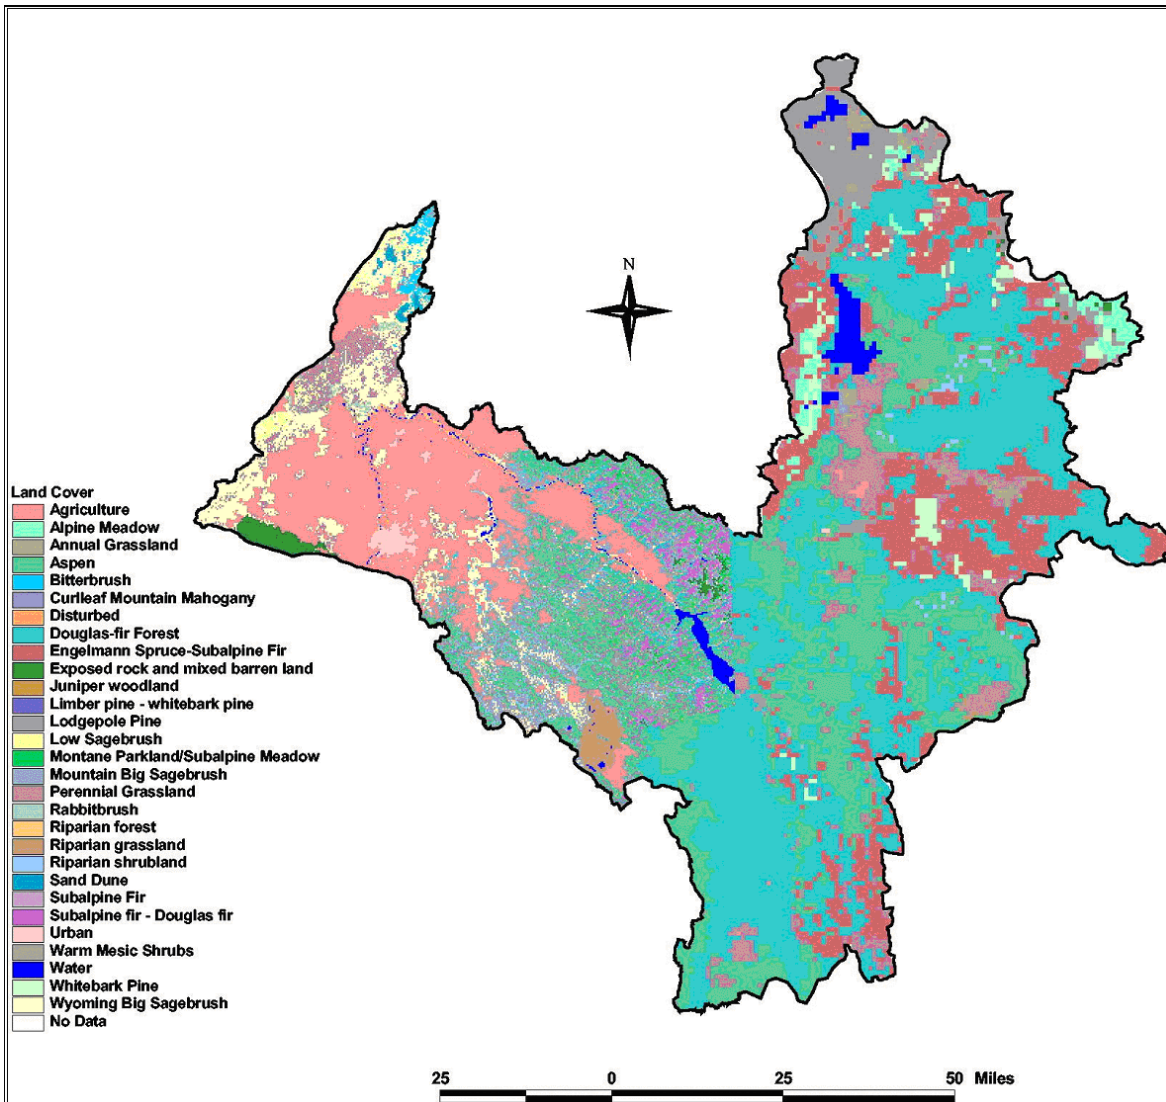 N
Land Cover
Agriculture
Alpine Meadow
Annual Grassland
Aspen
Bitterbrush
Curlleaf Mountain Mahogany
Disturbed
Douglas-fir Forest
Engelmann Spruce-Subalpine Fir
Exposed rock and mixed barren land
Juniper woodland
Limber pine - whitebark pine
Lodgepole Pine
Low Sagebrush
Montane Parkland/Subalpine Meadow
Mountain Big Sagebrush
Perennial Grassland
Rabbitbrush
Riparian forest
Riparian grassland
Riparian shrubland
Sand Dune
Subalpine Fir
Subalpine fir - Douglas fir
Urban
Warm Mesic Shrubs
Water
Whitebark Pine
Wyoming Big Sagebrush
No Data
25 0 25 50 Miles